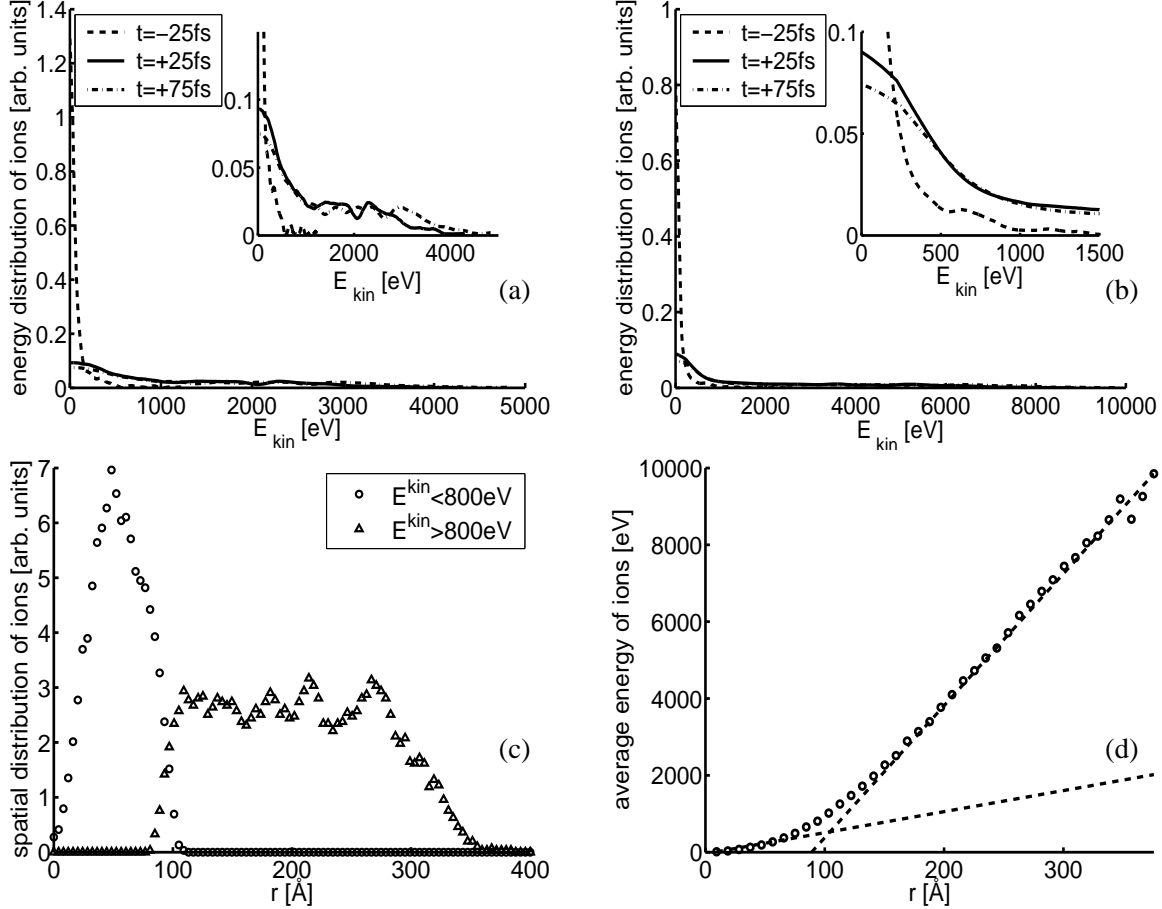 energy distribution of ions [arb. units]
1.4
1.2
1
0.8
0.6
0.4
0.2
0
t=−25fs
t=+25fs
t=+75fs
0.1
0.05
0
0 2000 4000
E kin [eV]
(a)
0 1000 2000 3000 4000 5000
E kin [eV]
energy distribution of ions [arb. units]
1
0.8
0.6
0.4
0.2
0
t=−25fs
t=+25fs
t=+75fs
0.1
0.05
0
0 500 1000 1500
E kin [eV]
(b)
0 2000 4000 6000 8000 10000
E kin [eV]
spatial distribution of ions [arb. units]
7
6
5
4
3
2
1
0
E^kin<800eV
E^kin>800eV
(c)
0 100 200 300 400
r [Å]
average energy of ions [eV]
10000
8000
6000
4000
2000
0
(d)
0 100 200 300
r [Å]